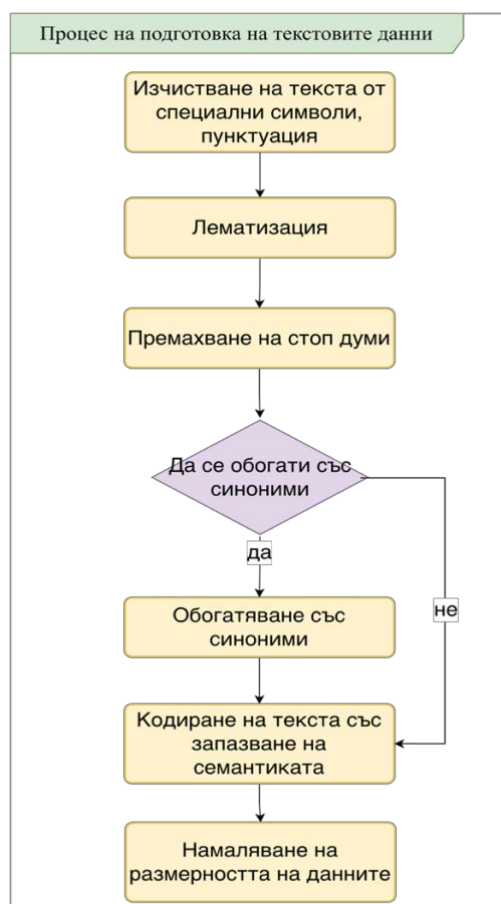 Процес на подготовка на текстовите данни
Изчистване на текста от
специални символи,
пунктуация
Лематизация
Премахване на стоп думи
Да се обогати със
синоними
да
не
Обогатяване със
синоними
Кодиране на текста със
запазване на
семантиката
Намаляване на
размерността на данните